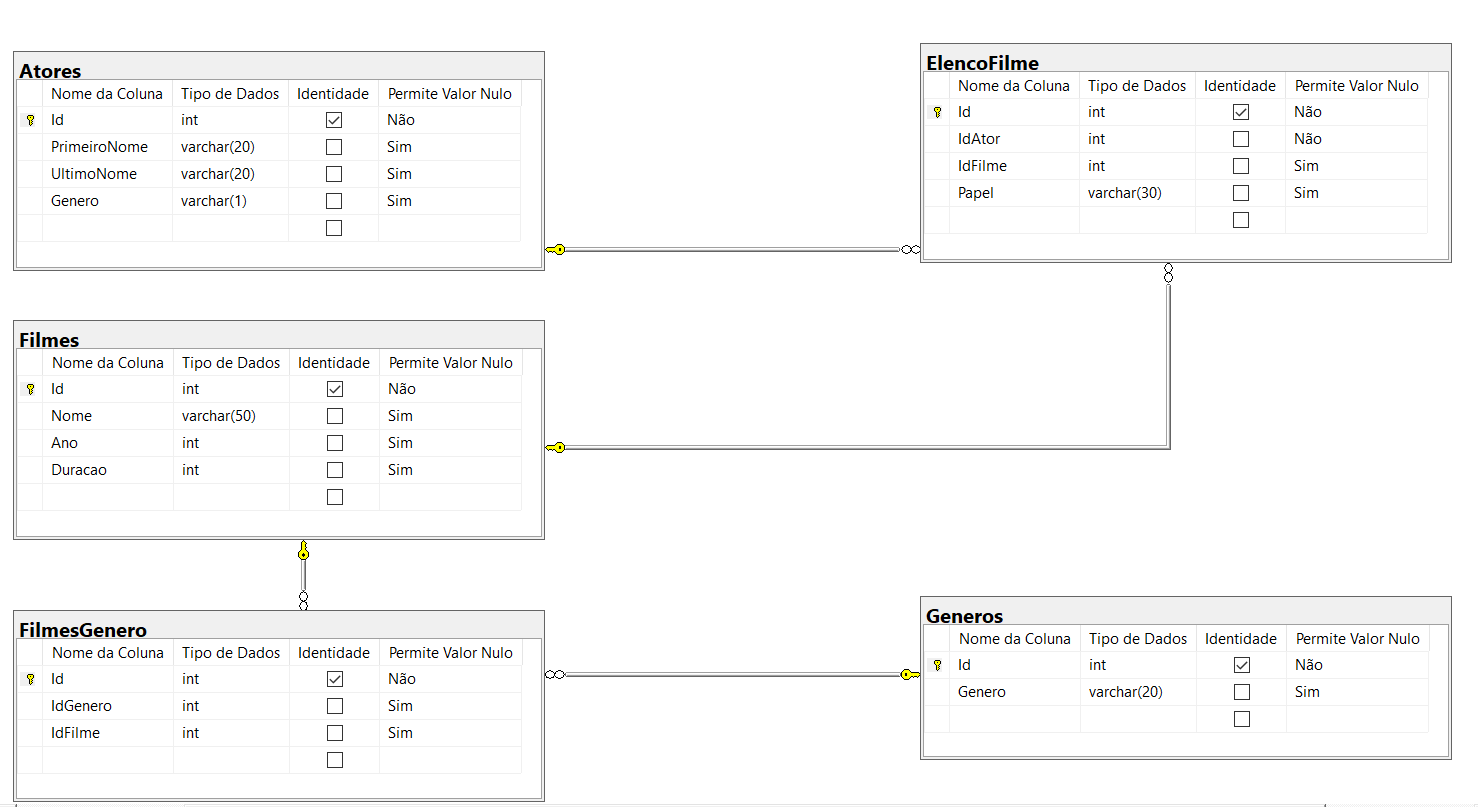 Atores
Nome da Coluna Tipo de Dados Identidade Permite Valor Nulo
Id int Não
PrimeiroNome varchar(20) Sim
UltimoNome varchar(20) Sim
Genero varchar(1) Sim
ElencoFilme
Nome da Coluna Tipo de Dados Identidade Permite Valor Nulo
Id int Não
IdAtor int Não
IdFilme int Sim
Papel varchar(30) Sim
Filmes
Nome da Coluna Tipo de Dados Identidade Permite Valor Nulo
Id int Não
Nome varchar(50) Sim
Ano int Sim
Duracao int Sim
FilmesGenero
Nome da Coluna Tipo de Dados Identidade Permite Valor Nulo
Id int Não
IdGenero int Sim
IdFilme int Sim
Generos
Nome da Coluna Tipo de Dados Identidade Permite Valor Nulo
Id int Não
Genero varchar(20) Sim